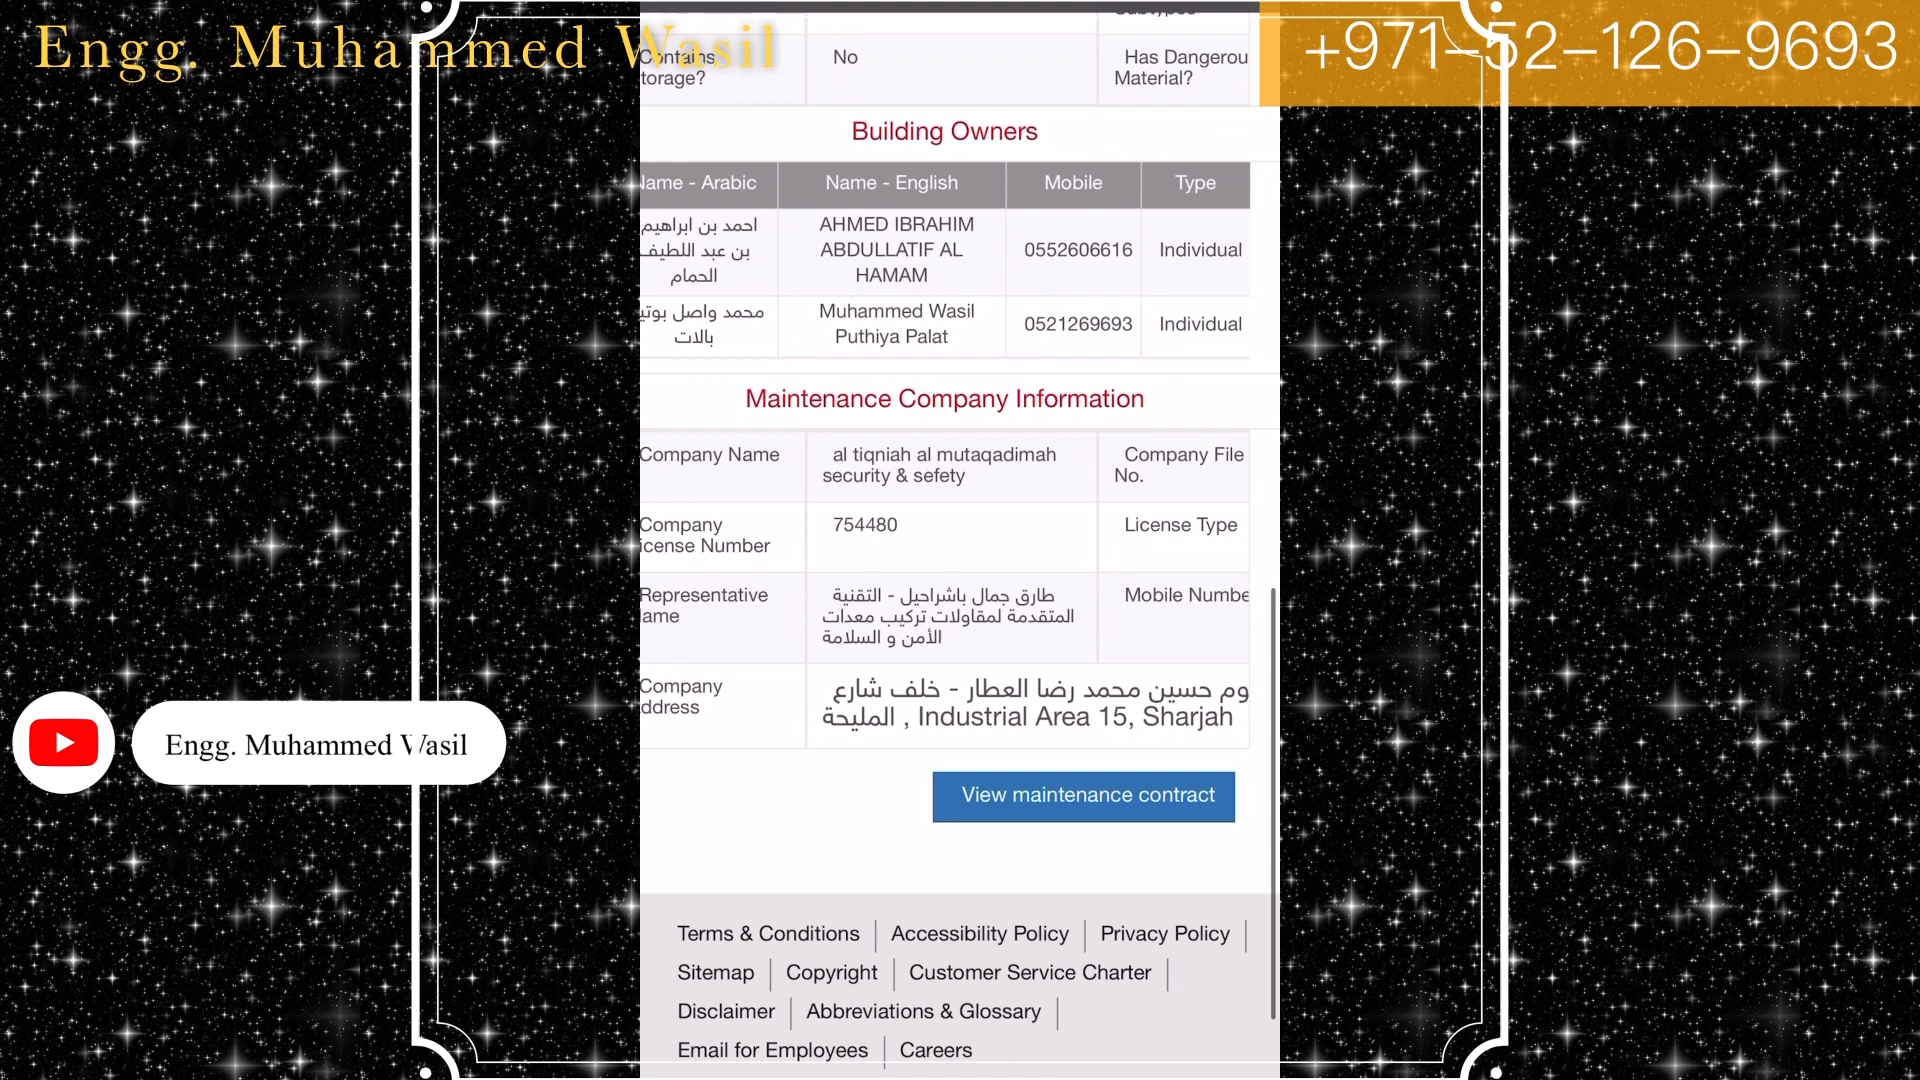 Engg. Muhammed Wasil
+971-52-126-9693
No
Has Dangerou
Material?
Building Owners
Name - English
Mobile
Type
احمد بن ابراهيم
بن عبد اللطيف
الحمام
AHMED IBRAHIM
ABDULLATIF AL
HAMAM
0552606616
Individual
محمد واصل بوتي
بالات
Muhammed Wasil
Puthiya Palat
0521269693
Individual
Maintenance Company Information
Company Name
al tiqniah al mutaqadimah
security & sefety
Company File
No.
Company
icense Number
754480
License Type
Representative
ame
طارق جمال باشراحيل - التقنية
المتقدمة لمقاولات تركيب معدات
الأمن و السلامة
Mobile Numbe
Company
ddress
وم حسين محمد رضا العطار - خلف شارع
المليحة , Industrial Area 15, Sharjah
Engg. Muhammed Wasil
View maintenance contract
Terms & Conditions
Accessibility Policy
Privacy Policy
Sitemap
Copyright
Customer Service Charter
Disclaimer
Abbreviations & Glossary
Email for Employees
Careers